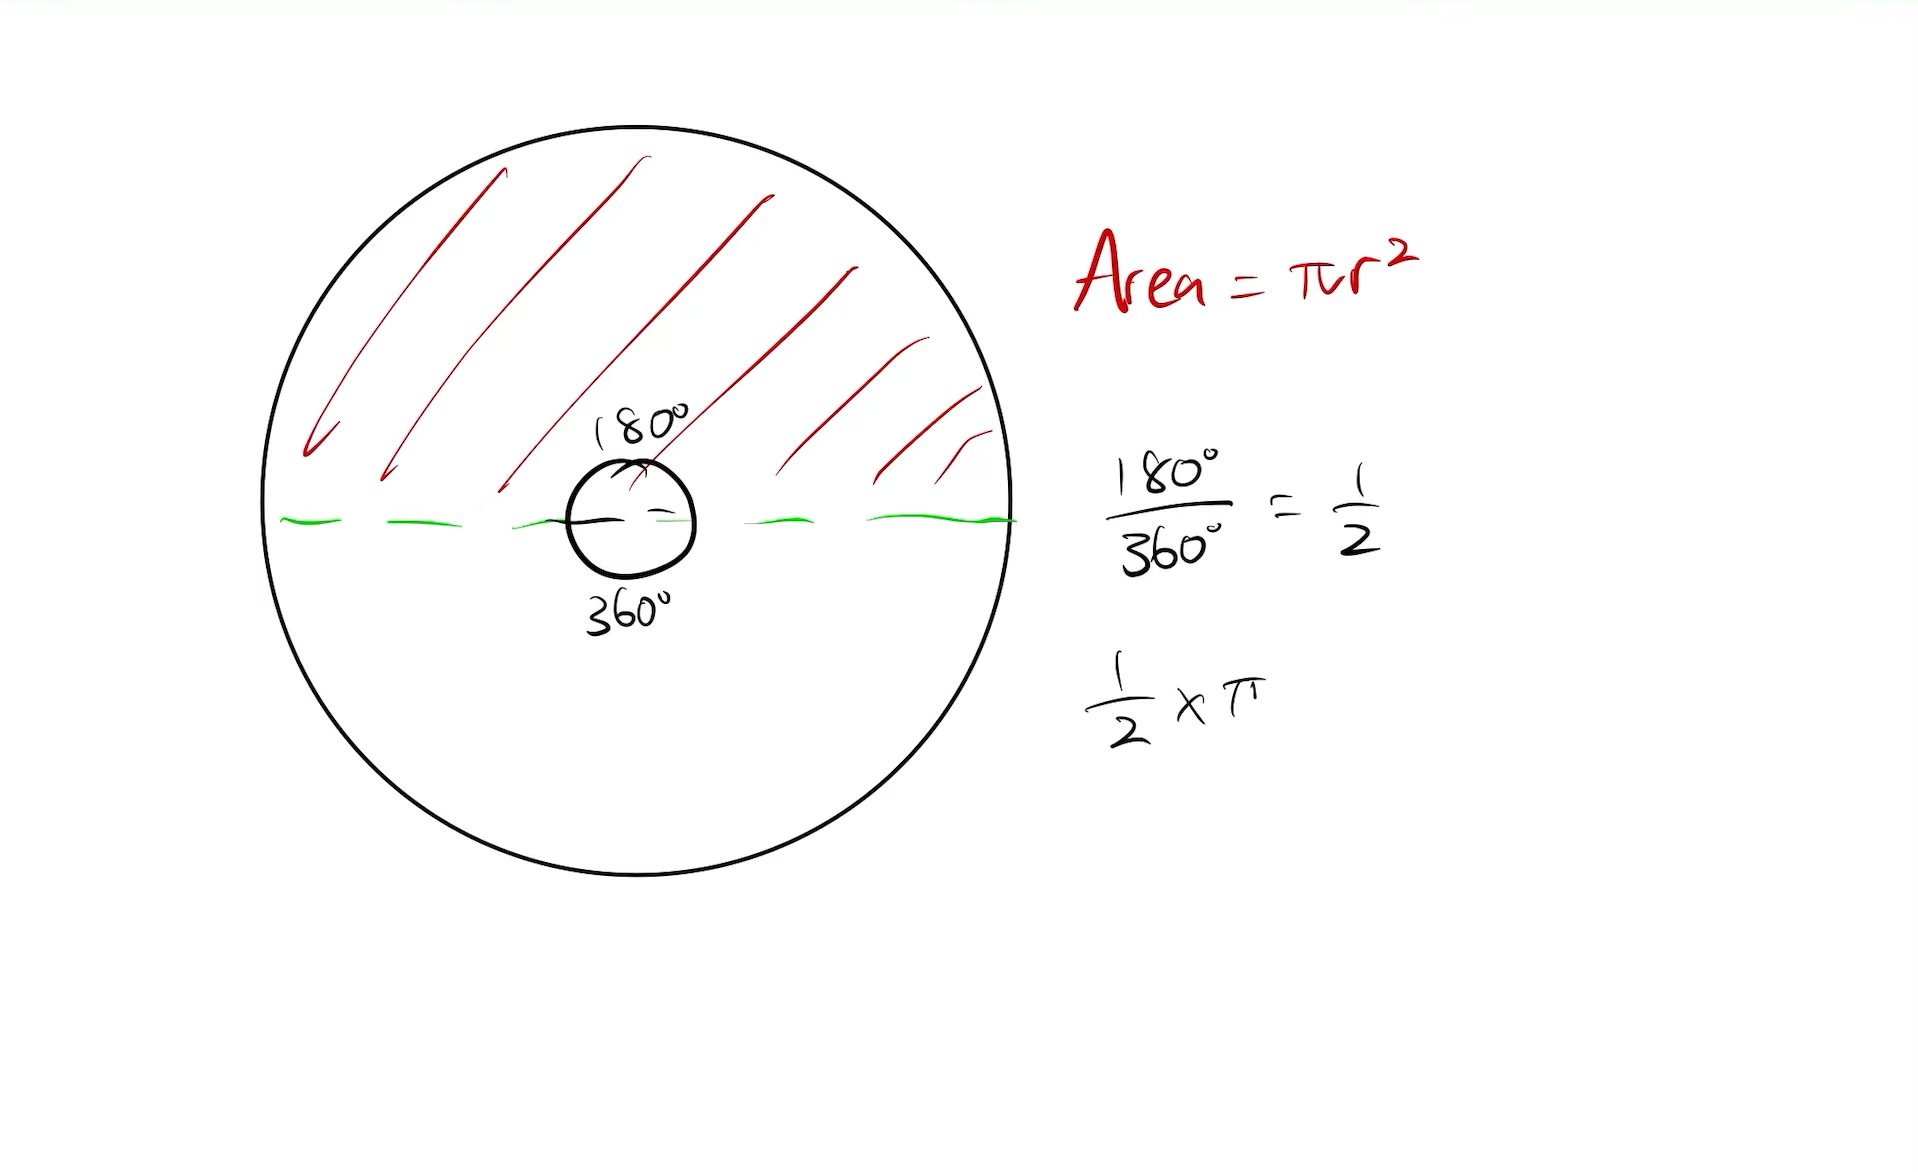 180°
360°
Area = πr²
180°/360° = 1/2
1/2 × π